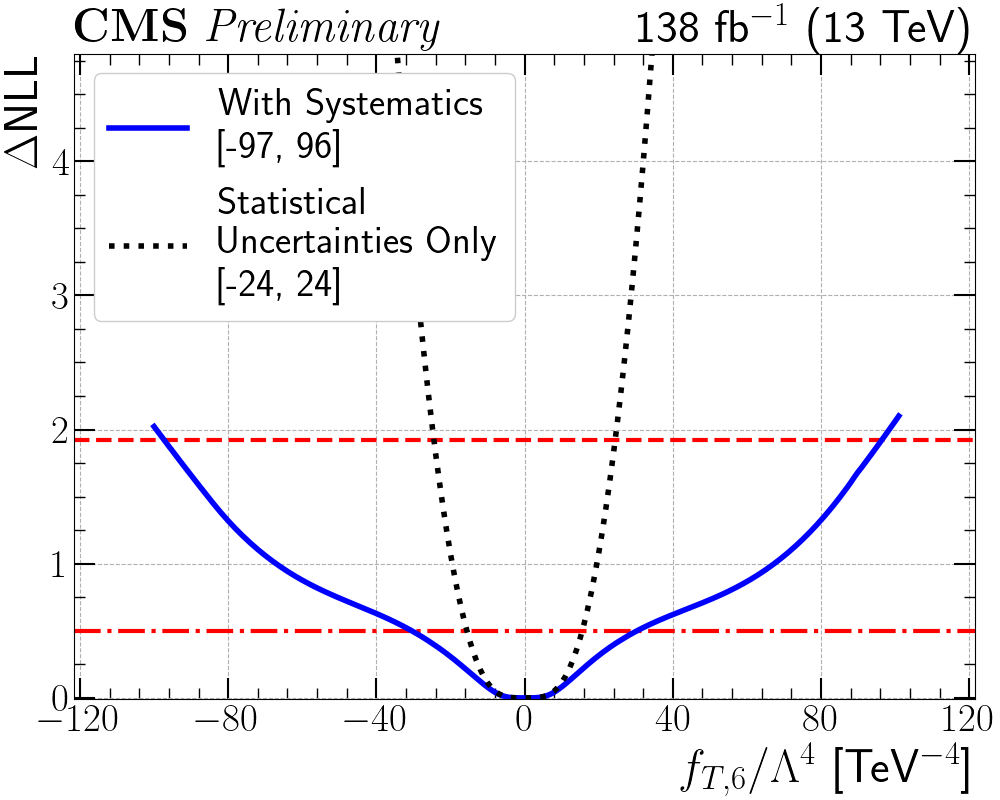 CMS Preliminary 138 fb⁻¹ (13 TeV)
ΔNLL
With Systematics
[-97, 96]
Statistical
Uncertainties Only
[-24, 24]
4
3
2
1
0
−120 −80 −40 0 40 80 120
f_{T,6}/Λ⁴ [TeV⁻⁴]